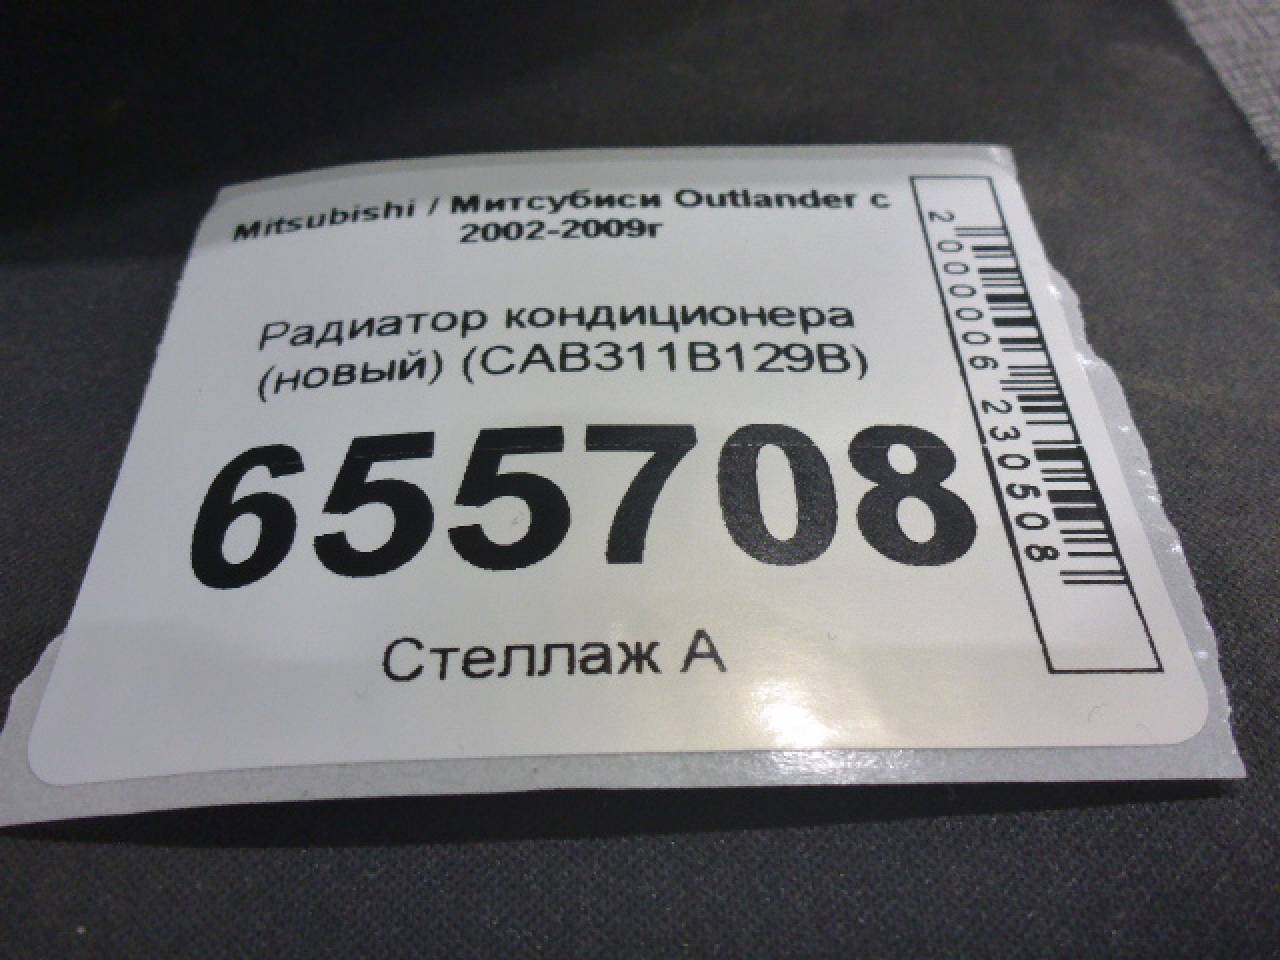 Mitsubishi / Митсубиси Outlander с
2002-2009г
Радиатор кондиционера
(новый) (CAB311B129B)
655708
Стеллаж А
2000006230508